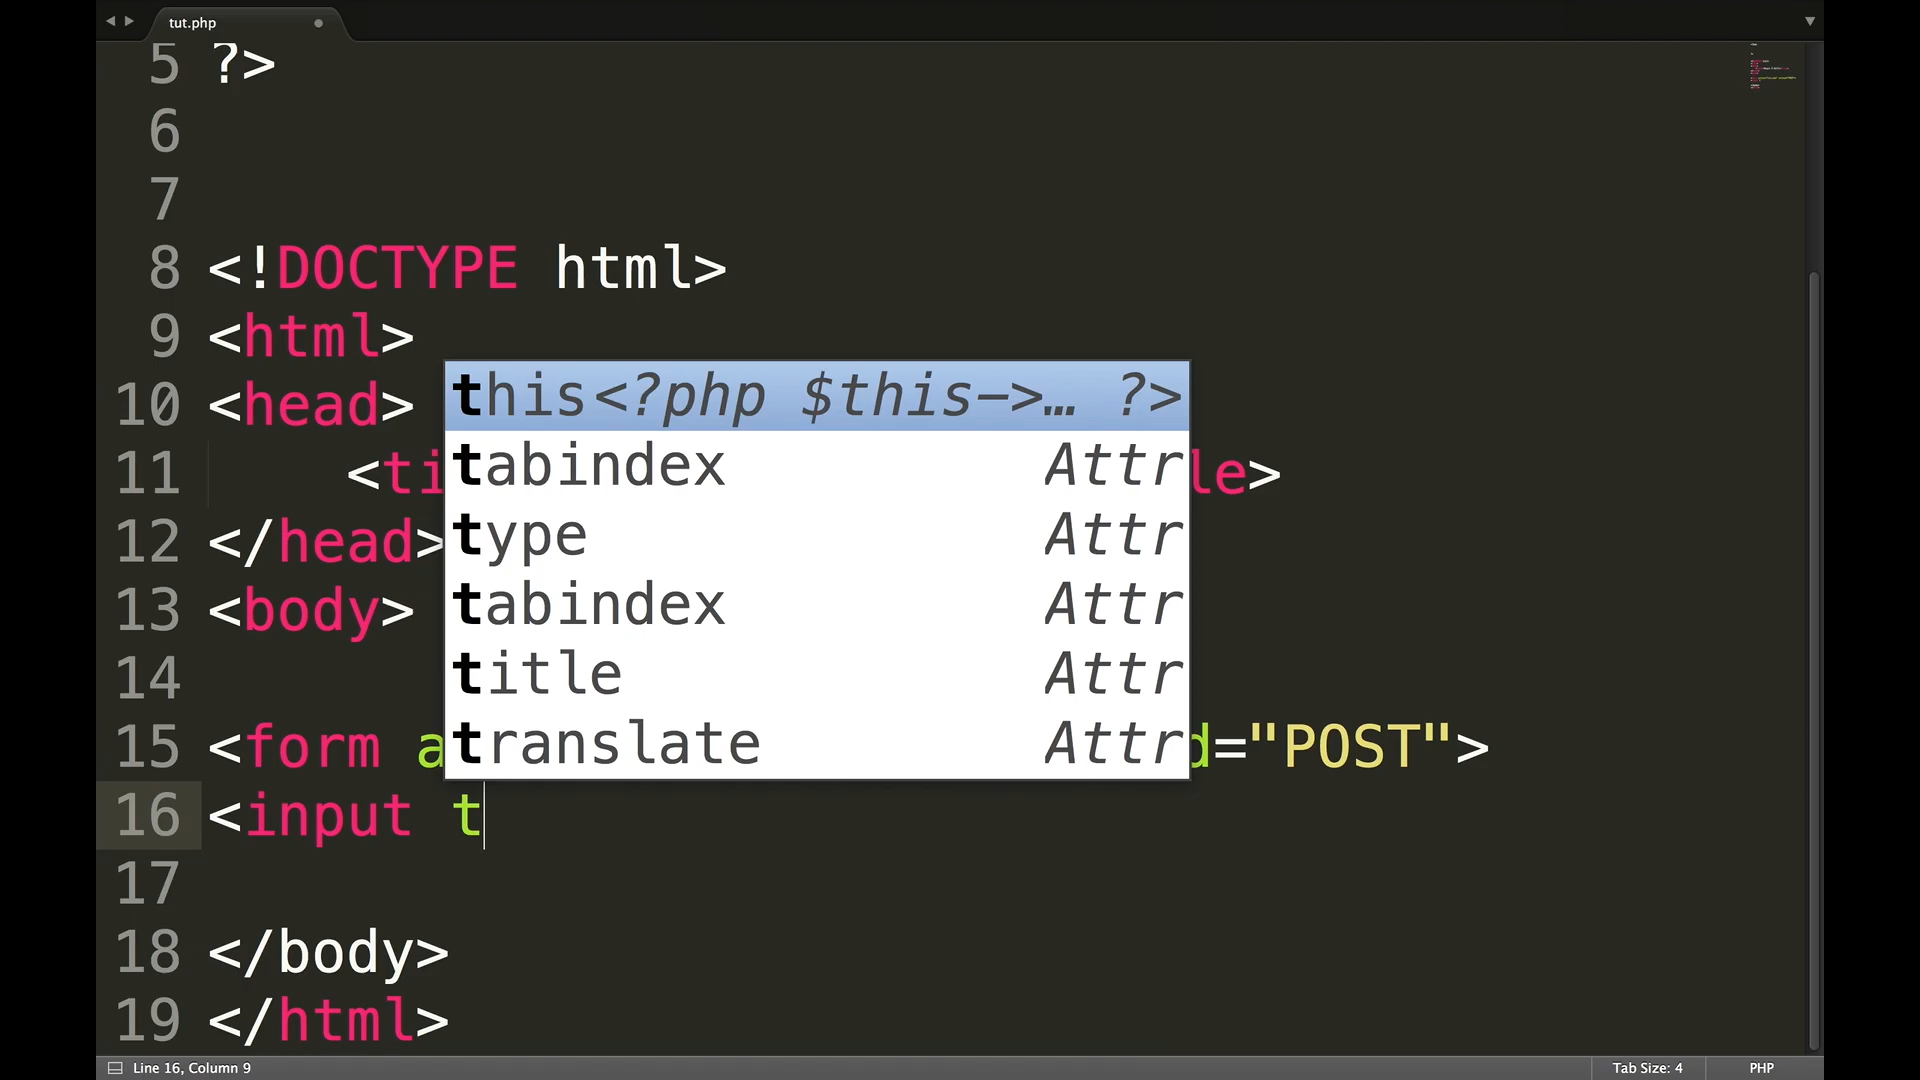 tut.php
5 ?>
6
7
8 <!DOCTYPE html>
9 <html>
10 <head>
11 <ti le>
12 </head>
13 <body>
14
15 <form a d="POST">
16 <input t
17
18 </body>
19 </html>
this<?php $this->… ?>
tabindex Attr
type Attr
tabindex Attr
title Attr
translate Attr
Line 16, Column 9
Tab Size: 4
PHP